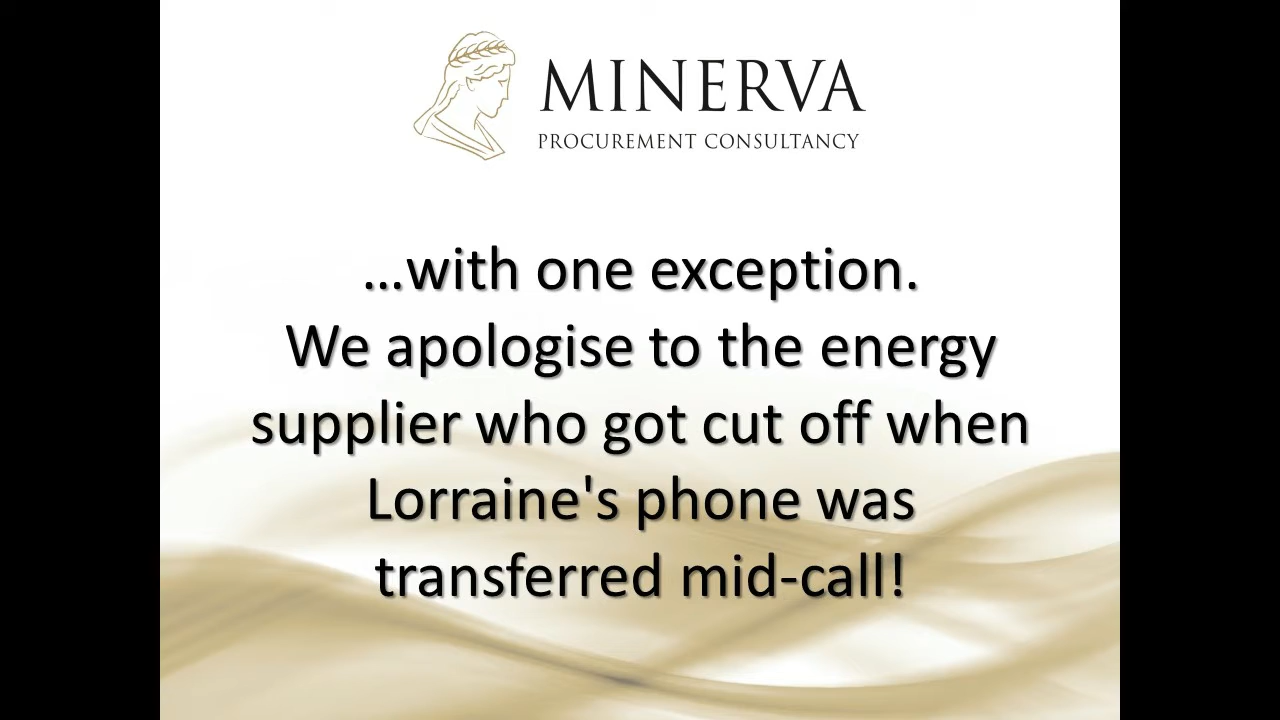 MINERVA
PROCUREMENT CONSULTANCY
...with one exception.
We apologise to the energy
supplier who got cut off when
Lorraine's phone was
transferred mid-call!